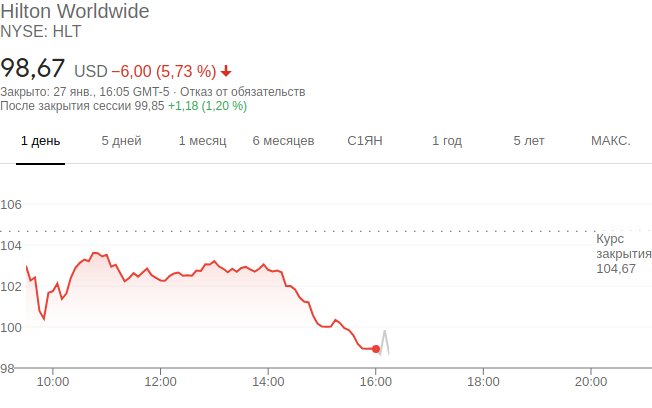 Hilton Worldwide
NYSE: HLT
98,67 USD −6,00 (5,73 %)
Закрыто: 27 янв., 16:05 GMT-5 · Отказ от обязательств
После закрытия сессии 99,85 +1,18 (1,20 %)
1 день 5 дней 1 месяц 6 месяцев С1ЯН 1 год 5 лет МАКС.
106
104
102
100
98
Курс
закрытия
104,67
10:00 12:00 14:00 16:00 18:00 20:00